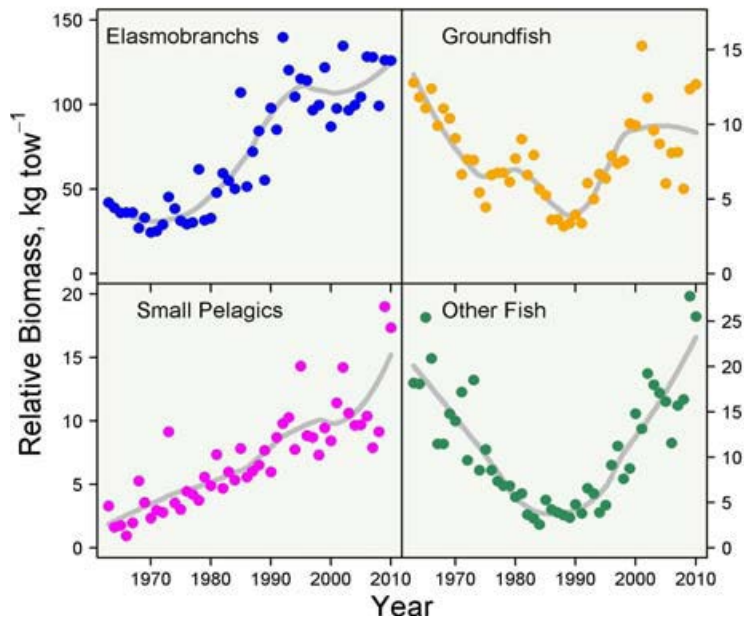 Elasmobranchs
Groundfish
150
100
50
0
15
10
5
0
Small Pelagics
Other Fish
20
15
10
5
0
25
20
15
10
5
0
Relative Biomass, kg tow⁻¹
1970 1980 1990 2000 2010
1970 1980 1990 2000 2010
Year